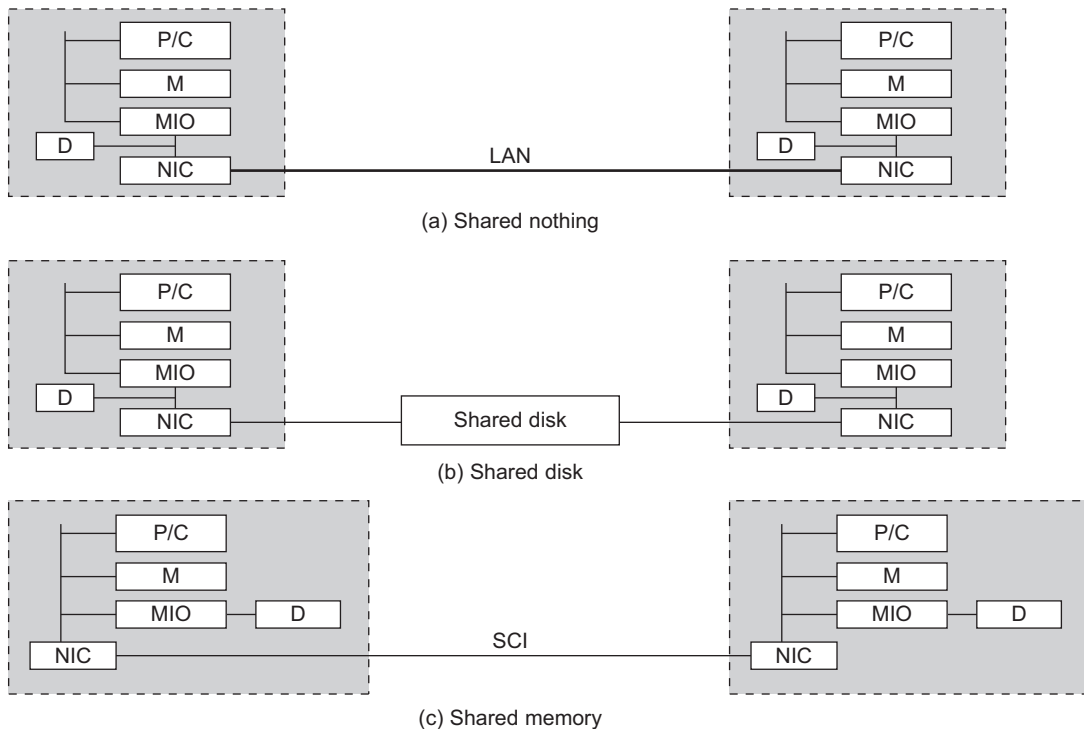 P/C
M
MIO
D
NIC
LAN
P/C
M
MIO
D
NIC
(a) Shared nothing
P/C
M
MIO
D
NIC
Shared disk
P/C
M
MIO
D
NIC
(b) Shared disk
P/C
M
MIO
D
NIC
SCI
P/C
M
MIO
D
NIC
(c) Shared memory